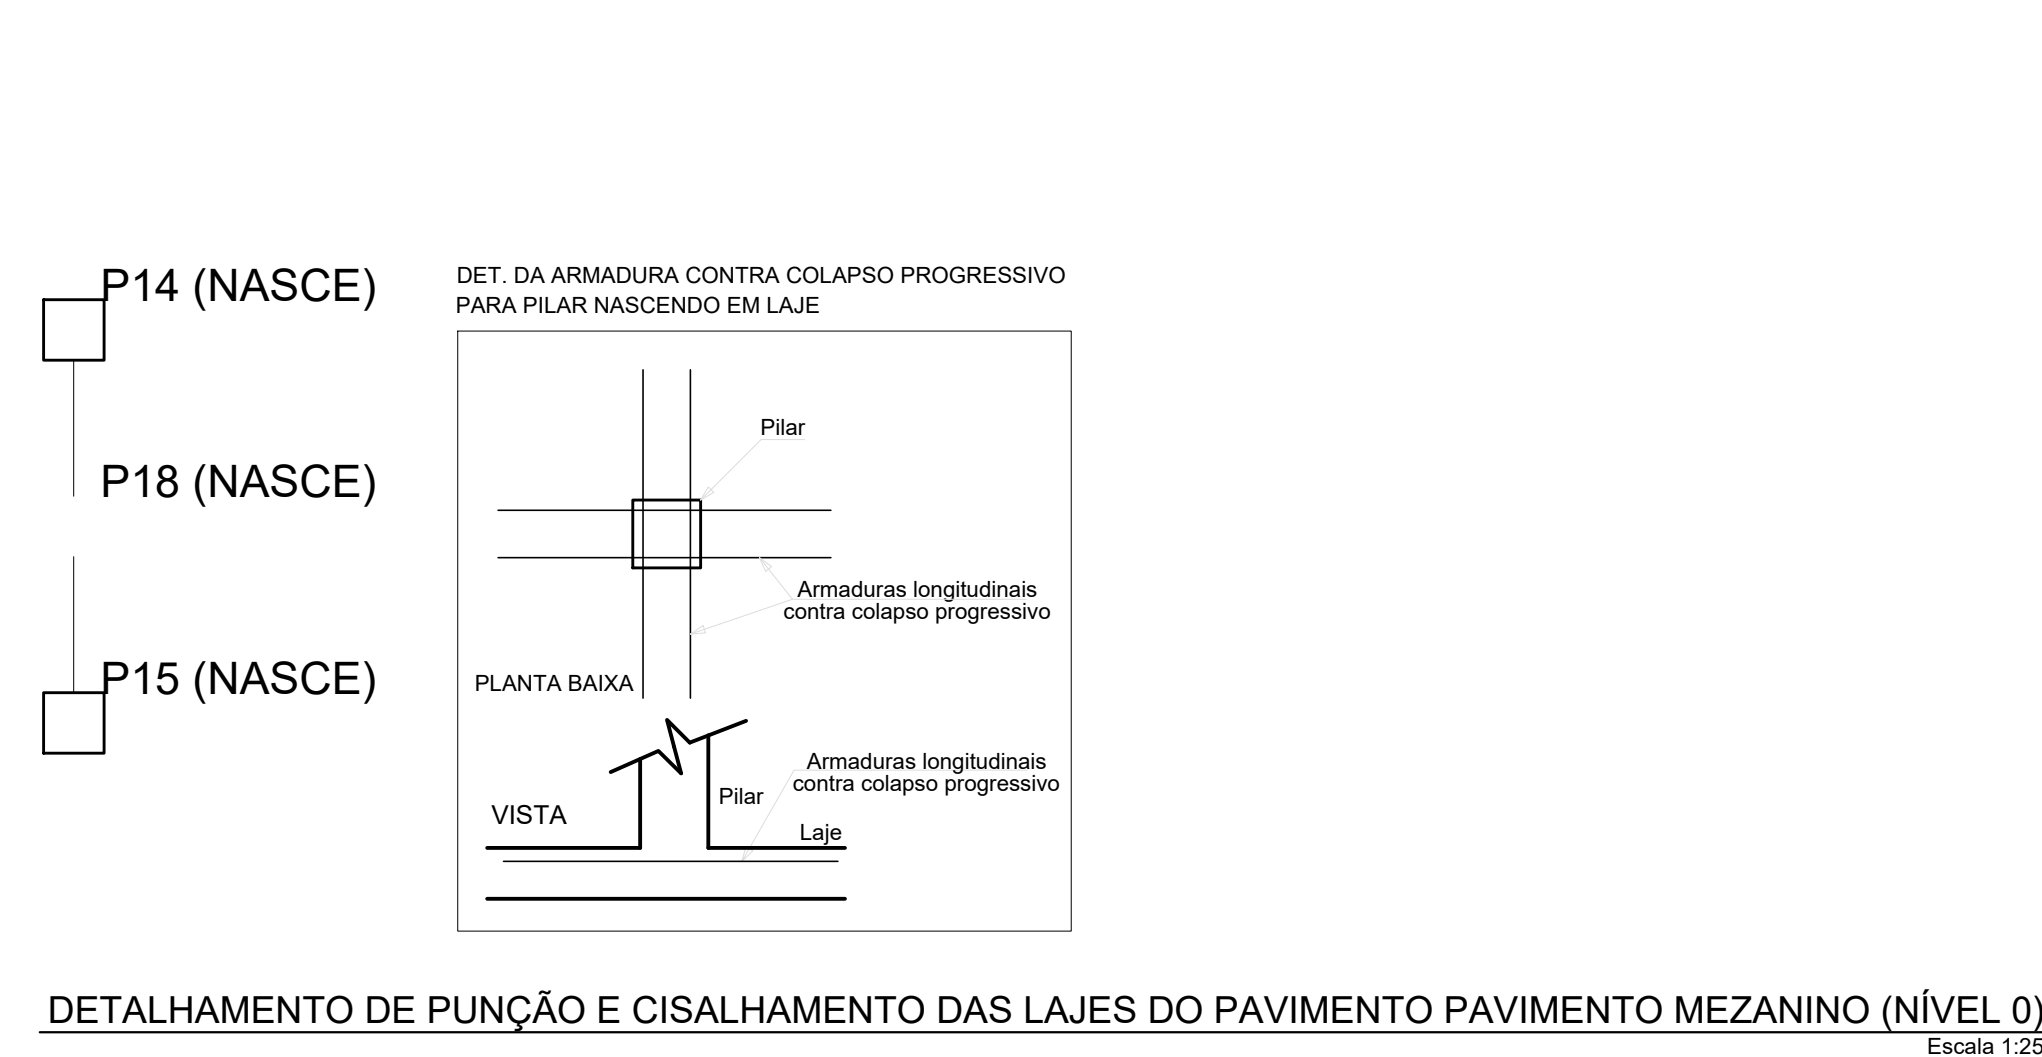 P14 (NASCE)
P18 (NASCE)
P15 (NASCE)
DET. DA ARMADURA CONTRA COLAPSO PROGRESSIVO
PARA PILAR NASCENDO EM LAJE
Pilar
Armaduras longitudinais
contra colapso progressivo
PLANTA BAIXA
Armaduras longitudinais
contra colapso progressivo
Pilar
VISTA
Laje
DETALHAMENTO DE PUNÇÃO E CISALHAMENTO DAS LAJES DO PAVIMENTO PAVIMENTO MEZANINO (NÍVEL 0)
Escala 1:25